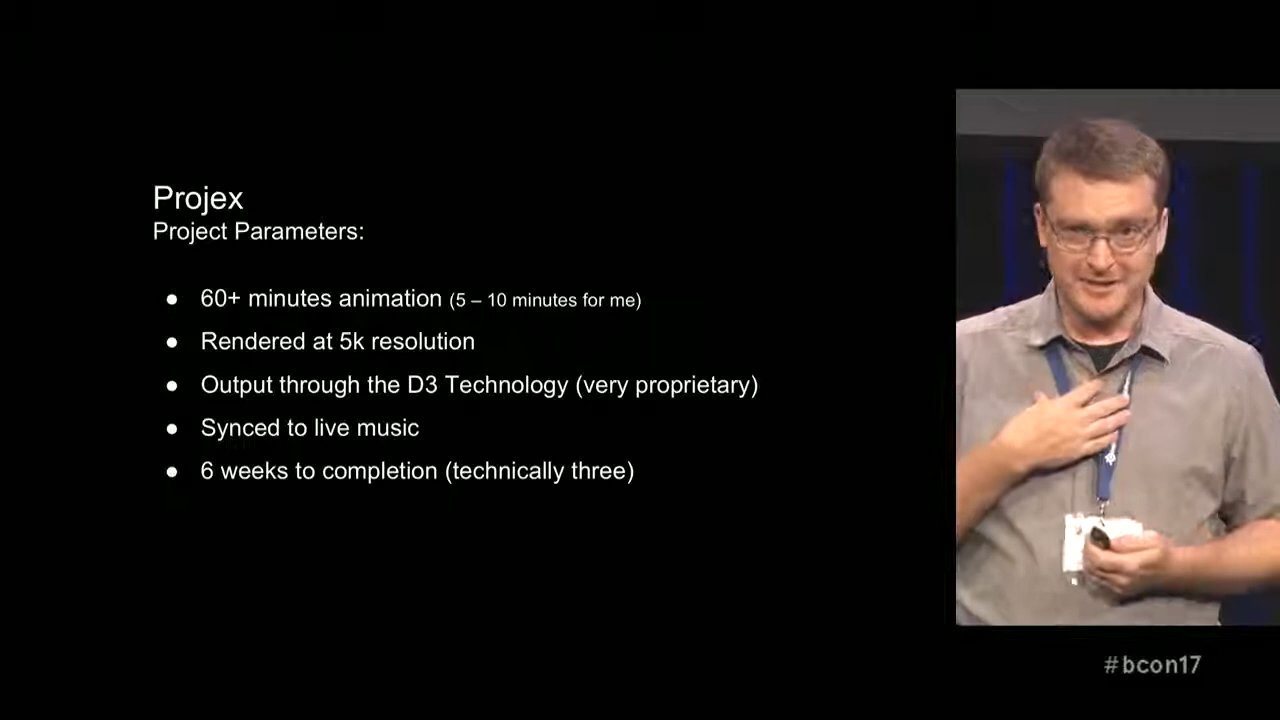 Projex
Project Parameters:
● 60+ minutes animation (5 – 10 minutes for me)
● Rendered at 5k resolution
● Output through the D3 Technology (very proprietary)
● Synced to live music
● 6 weeks to completion (technically three)
#bcon17